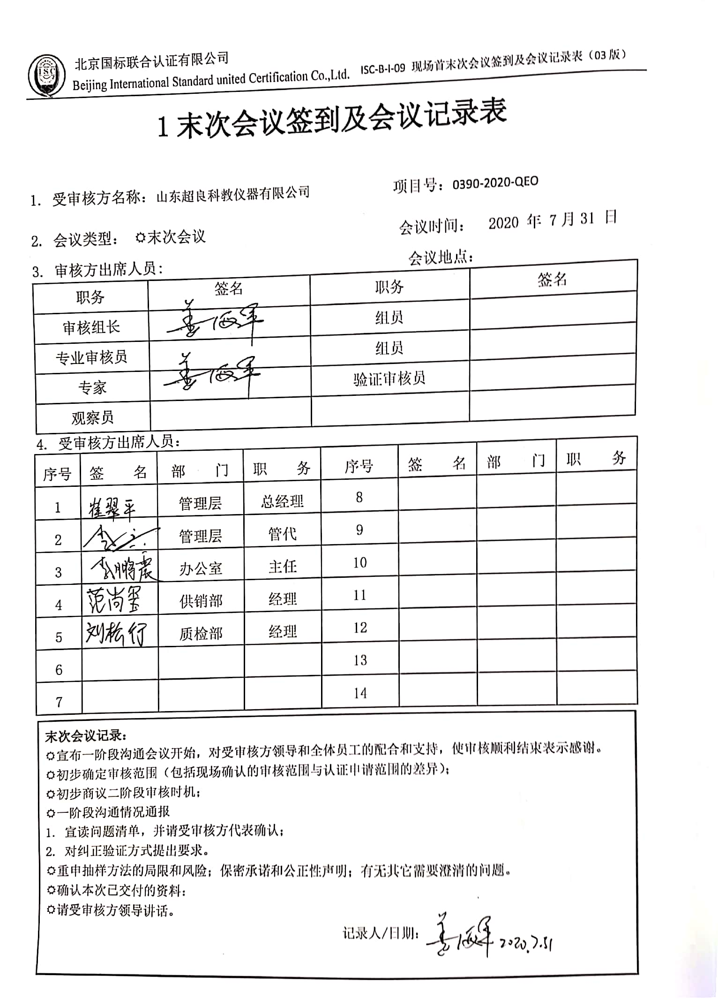 北京国标联合认证有限公司
Beijing International Standard united Certification Co.,Ltd. ISC-B-I-09 现场首末次会议签到及会议记录表（03版）
ISC
1末次会议签到及会议记录表
1. 受审核方名称：山东超良科教仪器有限公司 项目号：0390-2020-QEO
2. 会议类型： ✡末次会议 会议时间： 2020 年 7 月 31 日
3. 审核方出席人员： 会议地点：
职务 签名 职务 签名
审核组长 姜海军 组员
专业审核员 姜海军 组员
专家 验证审核员
观察员
4. 受审核方出席人员：
序号 签 名 部 门 职 务 序号 签 名 部 门 职 务
1 崔翠平 管理层 总经理 8
2 管理层 管代 9
3 李鹏震 办公室 主任 10
4 范尚玺 供销部 经理 11
5 刘松行 质检部 经理 12
6 13
7 14
末次会议记录：
✡宣布一阶段沟通会议开始，对受审核方领导和全体员工的配合和支持，使审核顺利结束表示感谢。
✡初步确定审核范围（包括现场确认的审核范围与认证申请范围的差异）；
✡初步商议二阶段审核时机；
✡一阶段沟通情况通报
1. 宣读问题清单，并请受审核方代表确认；
2. 对纠正验证方式提出要求。
✡重申抽样方法的局限和风险；保密承诺和公正性声明；有无其它需要澄清的问题。
✡确认本次已交付的资料：
✡请受审核方领导讲话。
记录人/日期： 姜海军 2020.7.31